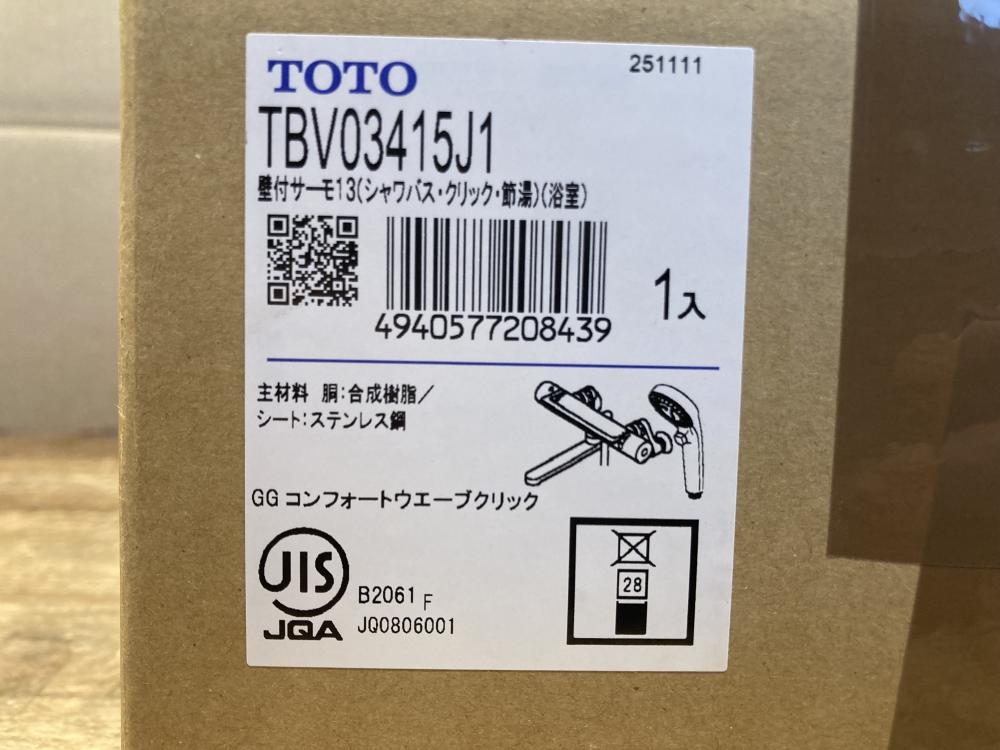 TOTO
251111
TBV03415J1
壁付サーモ13(シャワバス・クリック・節湯)(浴室)
4940577208439
1入
主材料 胴:合成樹脂/
シート:ステンレス鋼
GG コンフォートウエーブクリック
28
JIS
JQA
B2061 F
JQ0806001